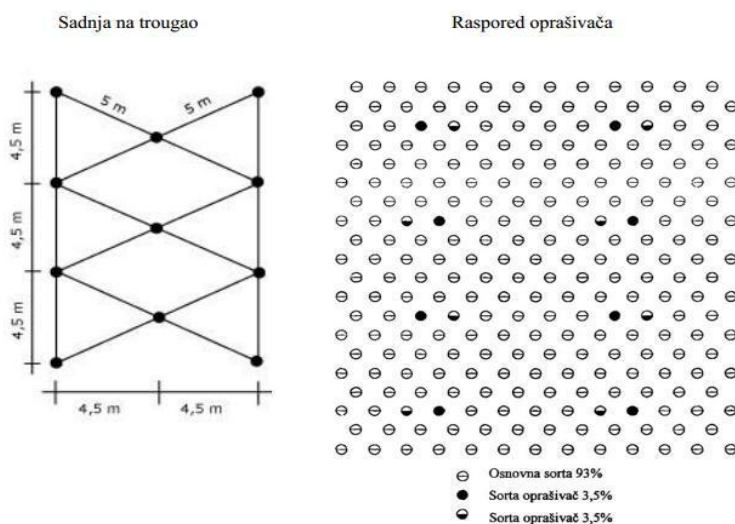 Sadnja na trougao
Raspored oprašivača
5 m
5 m
4,5 m
4,5 m
4,5 m
4,5 m
4,5 m
Osnovna sorta 93%
Sorta oprašivač 3,5%
Sorta oprašivač 3,5%